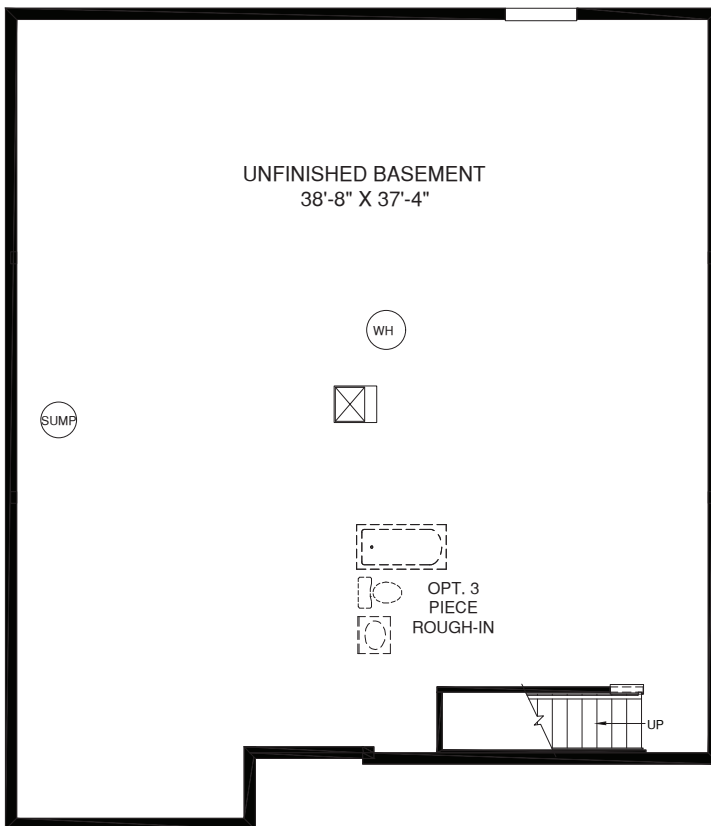 UNFINISHED BASEMENT
38'-8" X 37'-4"
WH
SUMP
OPT. 3
PIECE
ROUGH-IN
UP